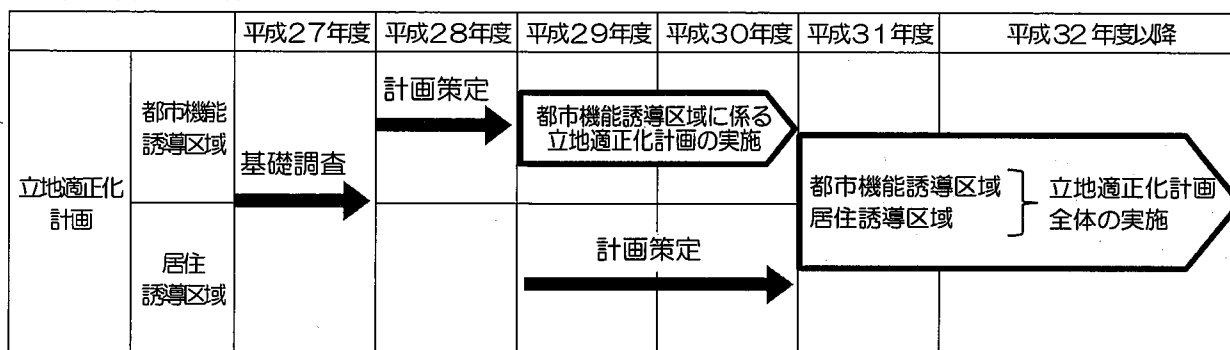 平成27年度 平成28年度 平成29年度 平成30年度 平成31年度 平成32年度以降
立地適正化
計画
都市機能
誘導区域
居住
誘導区域
基礎調査
計画策定
都市機能誘導区域に係る
立地適正化計画の実施
計画策定
都市機能誘導区域
居住誘導区域
立地適正化計画
全体の実施